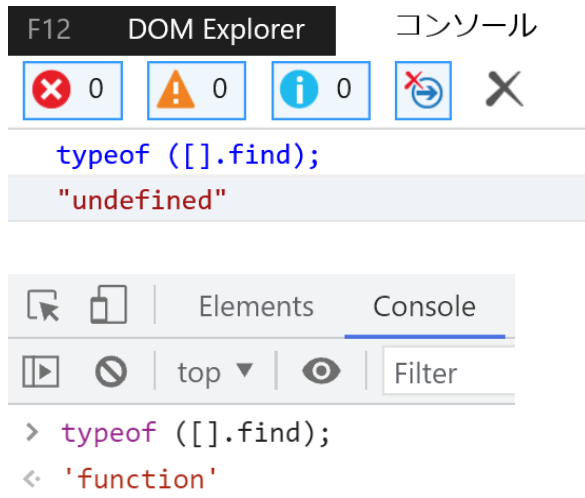 F12 DOM Explorer コンソール
0 0 0
typeof ([].find);
"undefined"
Elements Console
top Filter
typeof ([].find);
'function'